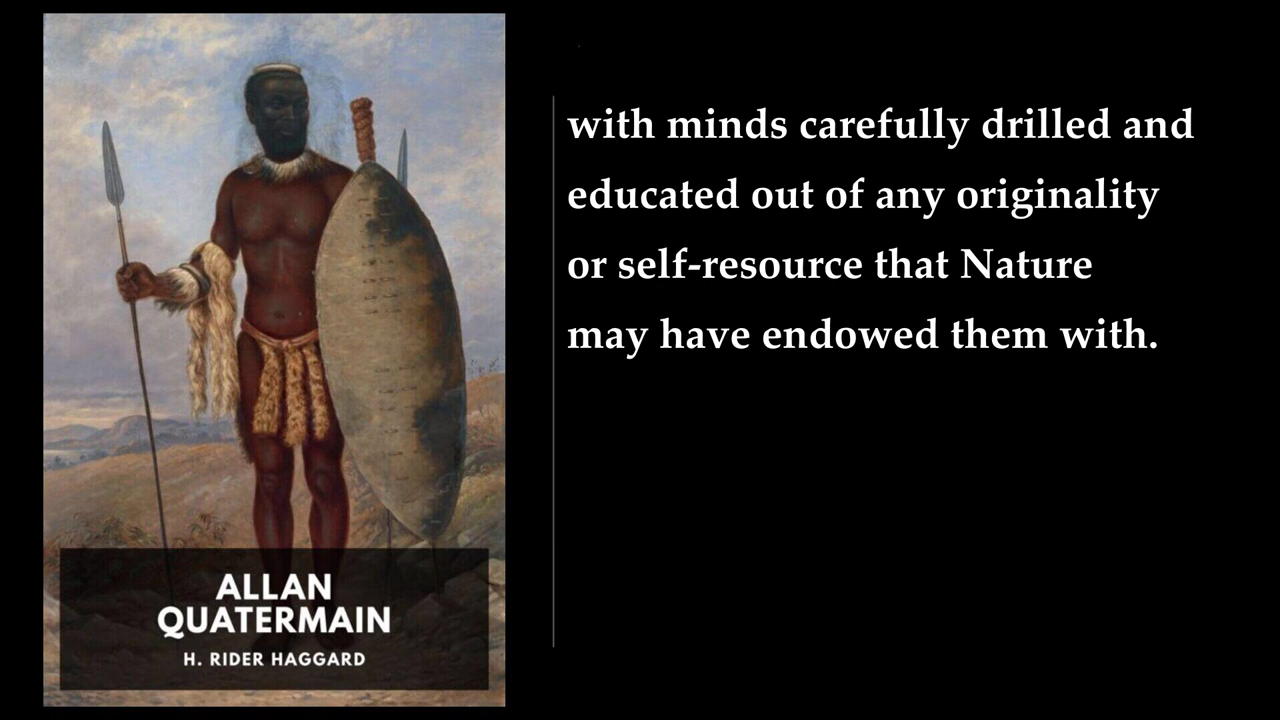 ALLAN
QUATERMAIN
H. RIDER HAGGARD
with minds carefully drilled and
educated out of any originality
or self-resource that Nature
may have endowed them with.